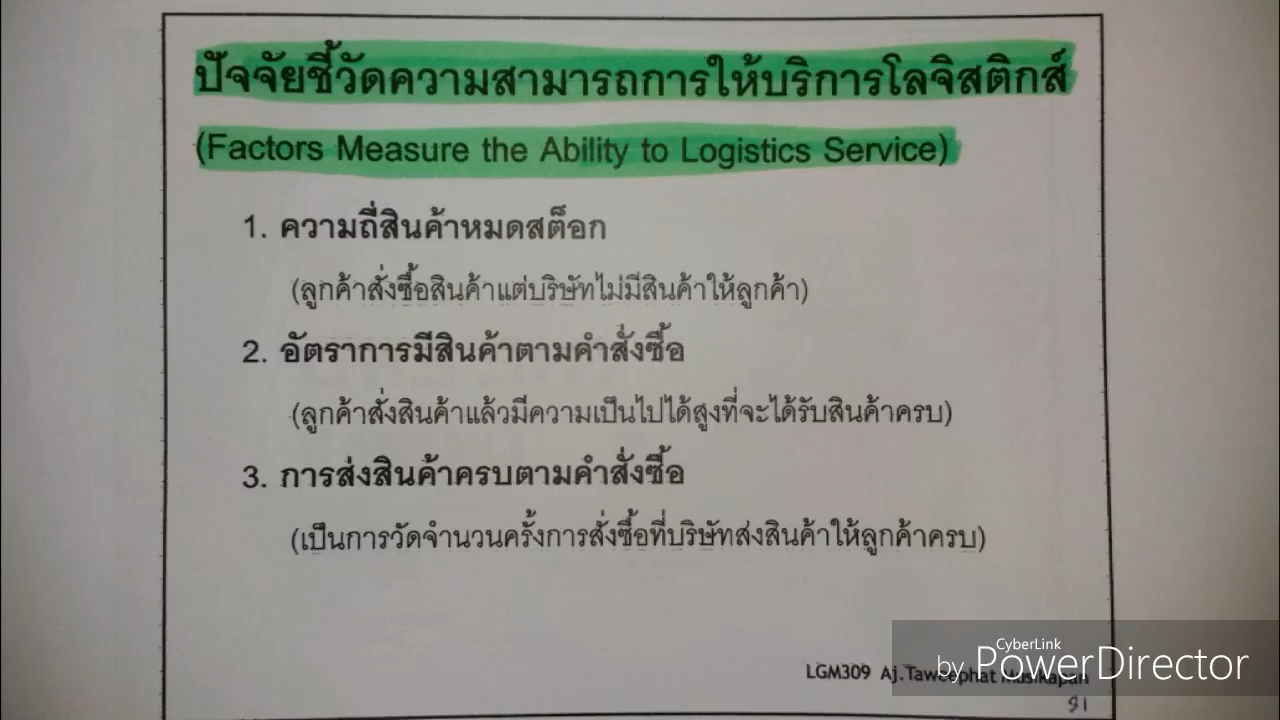 ปัจจัยชี้วัดความสามารถการให้บริการโลจิสติกส์
(Factors Measure the Ability to Logistics Service)
1. ความถี่สินค้าหมดสต็อก
(ลูกค้าสั่งซื้อสินค้าแต่บริษัทไม่มีสินค้าให้ลูกค้า)
2. อัตราการมีสินค้าตามคำสั่งซื้อ
(ลูกค้าสั่งสินค้าแล้วมีความเป็นไปได้สูงที่จะได้รับสินค้าครบ)
3. การส่งสินค้าครบตามคำสั่งซื้อ
(เป็นการวัดจำนวนครั้งการสั่งซื้อที่บริษัทส่งสินค้าให้ลูกค้าครบ)
CyberLink
by PowerDirector
LGM309 Aj.Taweephat Musikapan